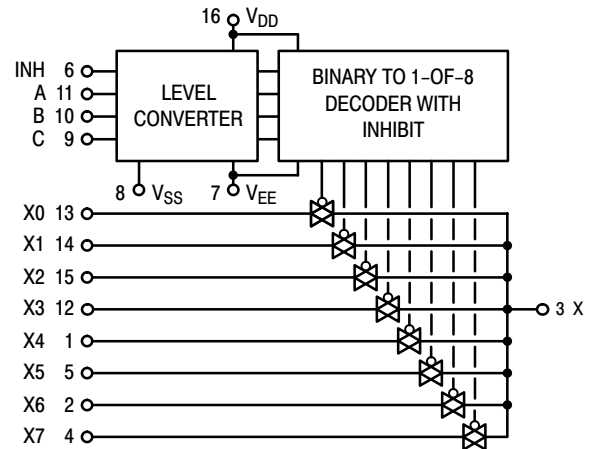 16 VDD
INH 6
A 11
B 10
C 9
LEVEL
CONVERTER
BINARY TO 1–OF–8
DECODER WITH
INHIBIT
8 VSS
7 VEE
X0 13
X1 14
X2 15
X3 12
3 X
X4 1
X5 5
X6 2
X7 4